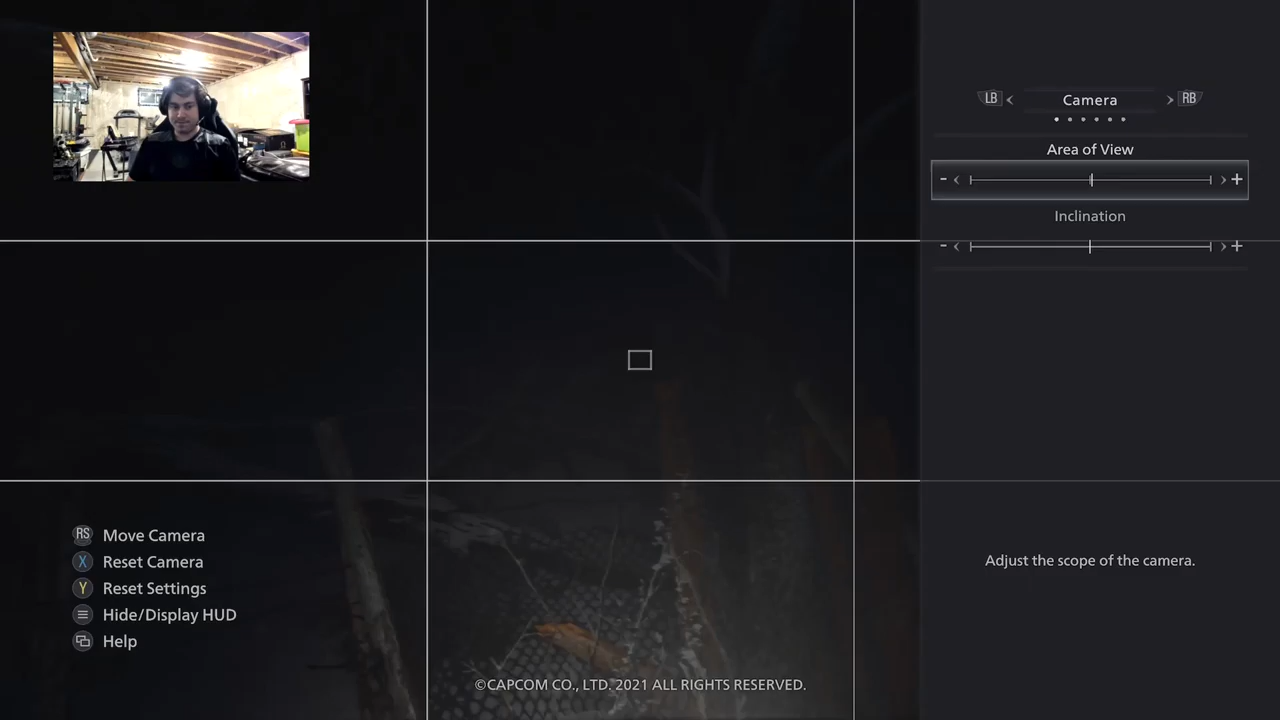 LB Camera RB
Area of View
- +
Inclination
- +
RS Move Camera
X Reset Camera
Y Reset Settings
Hide/Display HUD
Help
Adjust the scope of the camera.
©CAPCOM CO., LTD. 2021 ALL RIGHTS RESERVED.